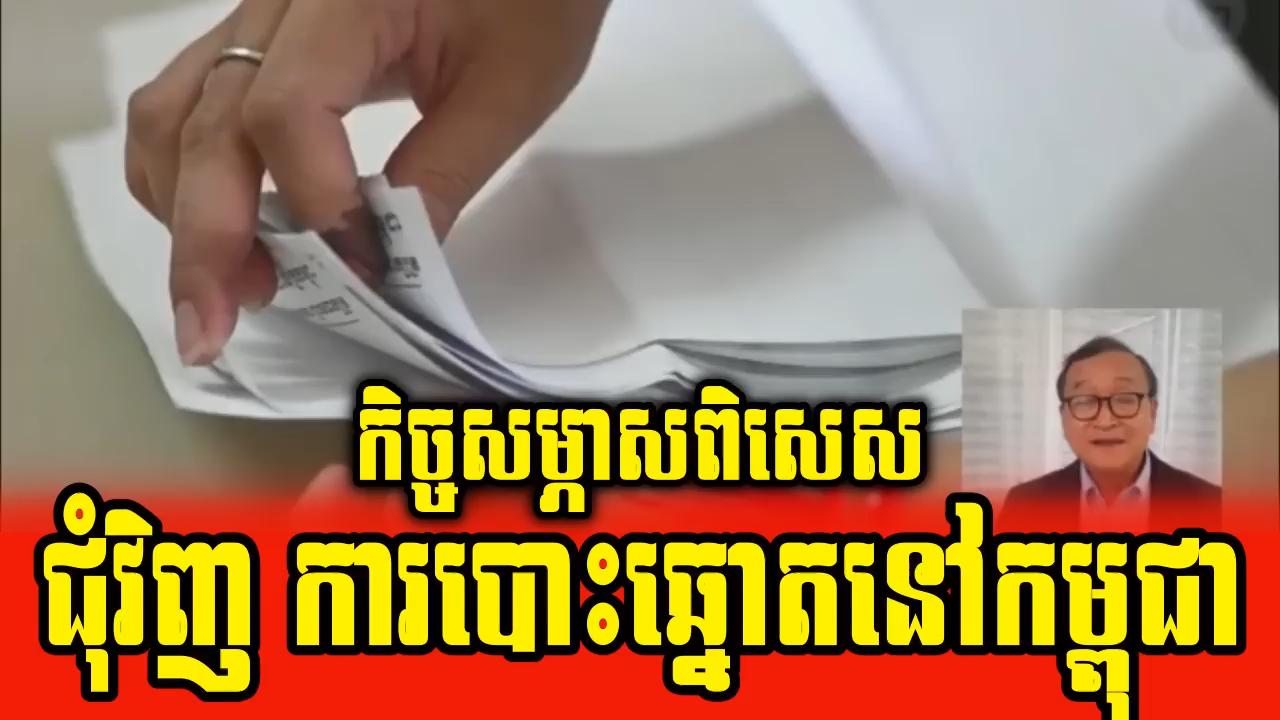 កិច្ចសម្ភាសពិសេស
ជុំវិញ ការបោះឆ្នោតនៅកម្ពុជា